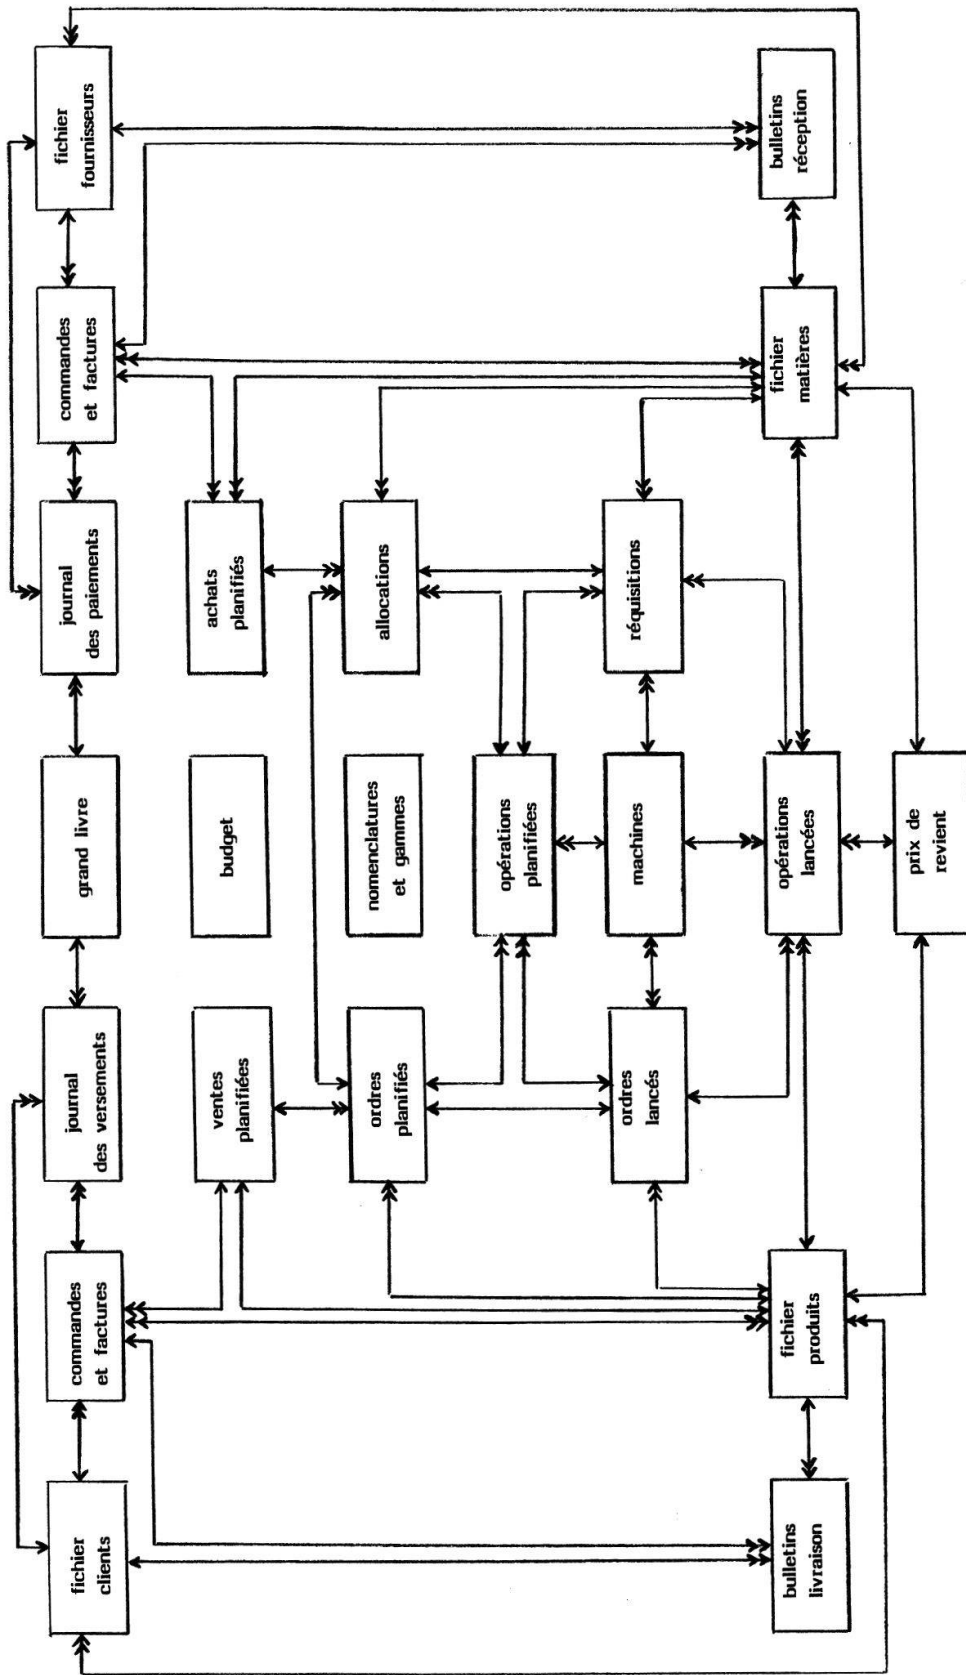 fichier
clients
commandes
et factures
journal
des versements
grand livre
journal
des paiements
commandes
et factures
fichier
fournisseurs
ventes
planifiées
budget
achats
planifiés
ordres
planifiés
nomenclatures
et gammes
allocations
opérations
planifiées
ordres
lancés
machines
réquisitions
bulletins
livraison
fichier
produits
opérations
lancées
fichier
matières
bulletins
réception
prix de
revient